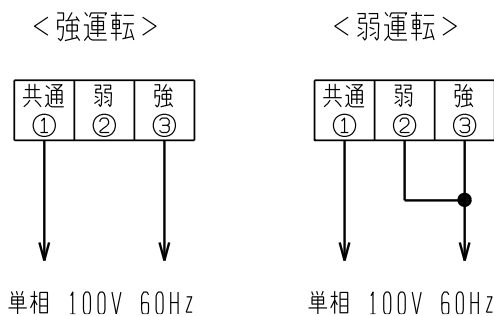 ＜強運転＞ ＜弱運転＞
共通 弱 強 共通 弱 強
① ② ③ ① ② ③
単相 100V 60Hz 単相 100V 60Hz